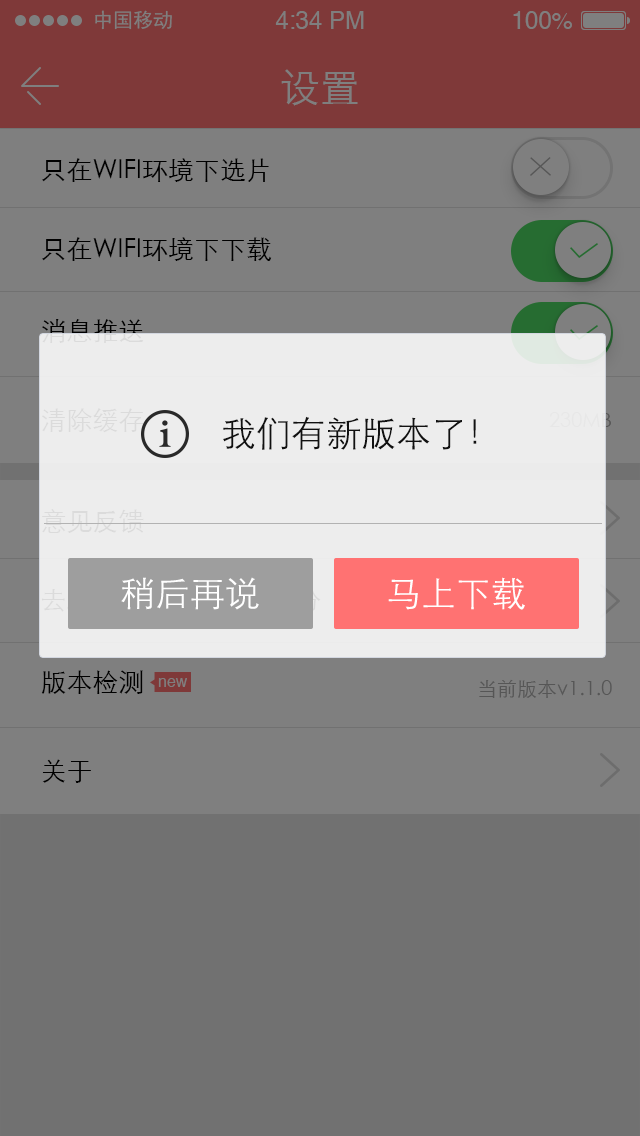 中国移动 4:34 PM 100%
设置
只在WIFI环境下选片
只在WIFI环境下下载
消息推送
清除缓存 230MB
我们有新版本了!
意见反馈
稍后再说 马上下载
去
版本检测 new 当前版本v1.1.0
关于